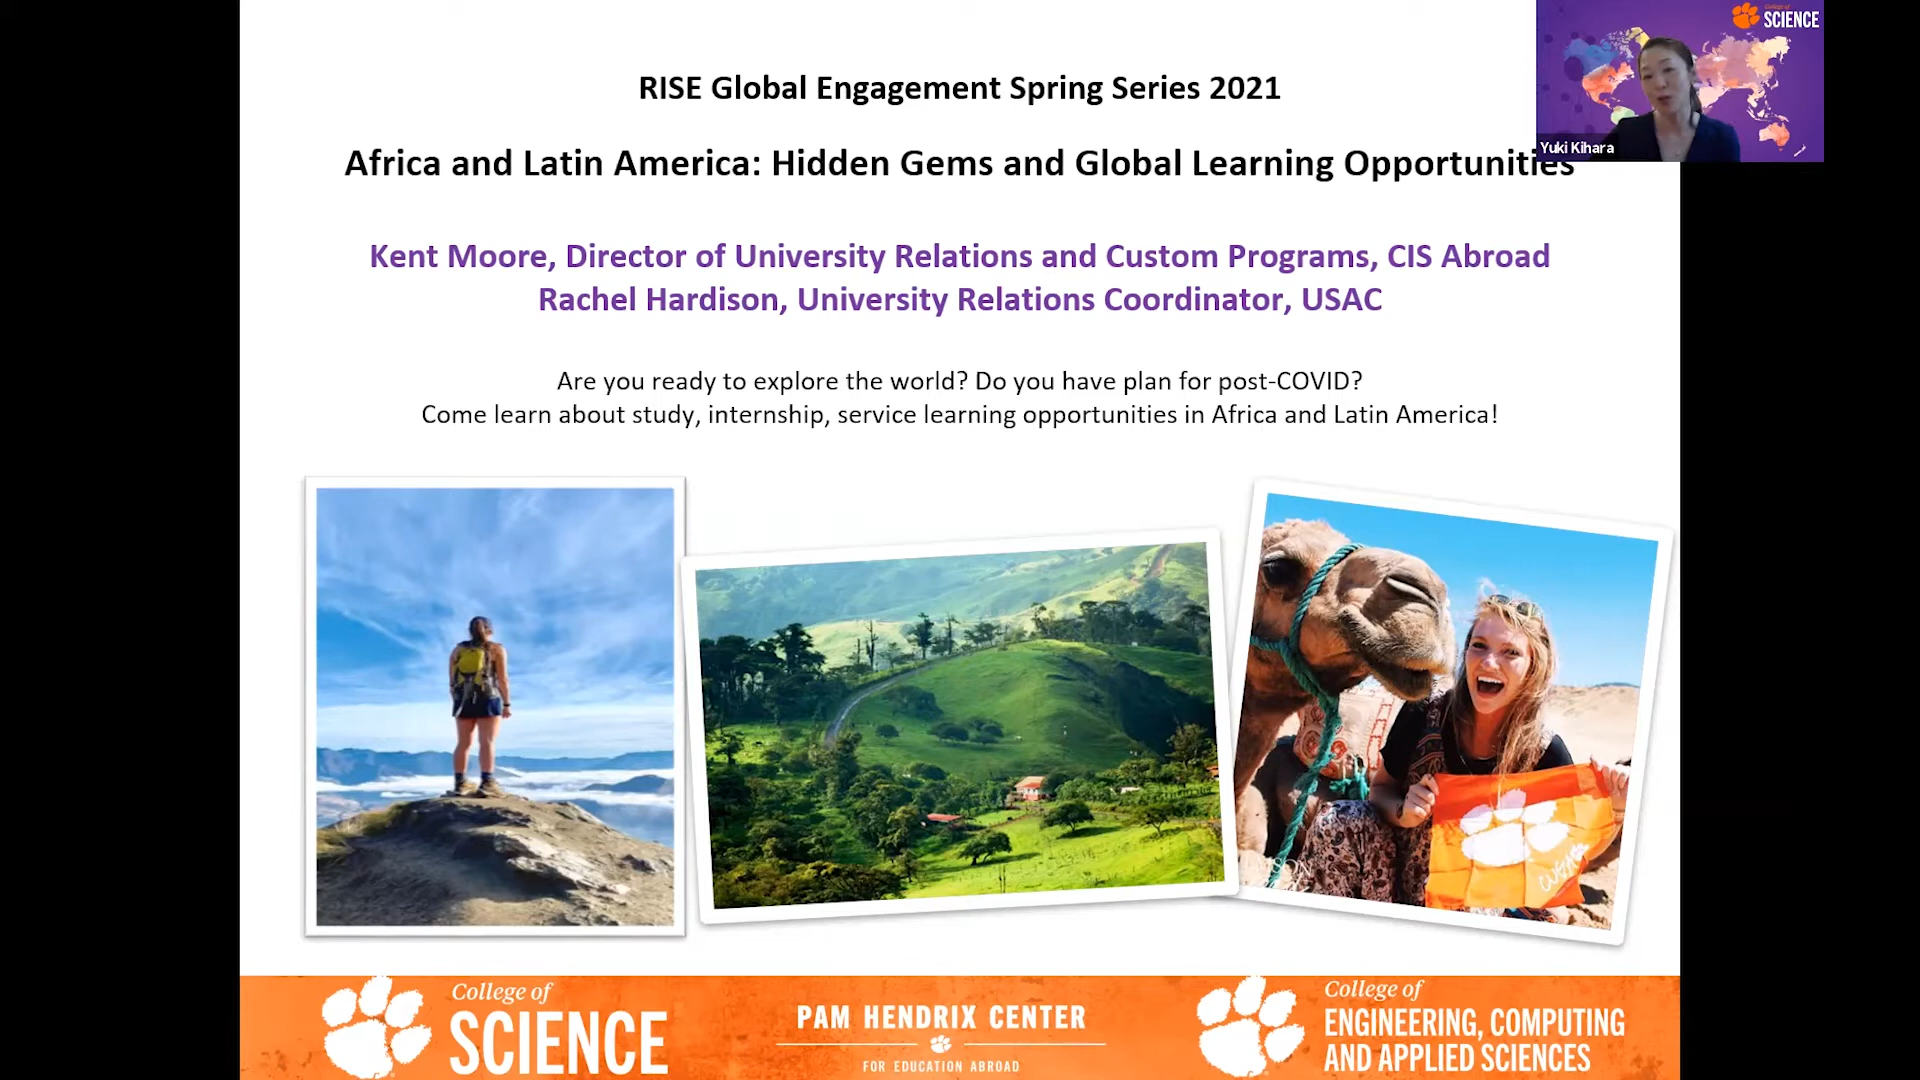 College of
SCIENCE
Yuki Kihara
RISE Global Engagement Spring Series 2021
Africa and Latin America: Hidden Gems and Global Learning Opportunities
Kent Moore, Director of University Relations and Custom Programs, CIS Abroad
Rachel Hardison, University Relations Coordinator, USAC
Are you ready to explore the world? Do you have plan for post-COVID?
Come learn about study, internship, service learning opportunities in Africa and Latin America!
College of
SCIENCE
PAM HENDRIX CENTER
FOR EDUCATION ABROAD
College of
ENGINEERING, COMPUTING
AND APPLIED SCIENCES